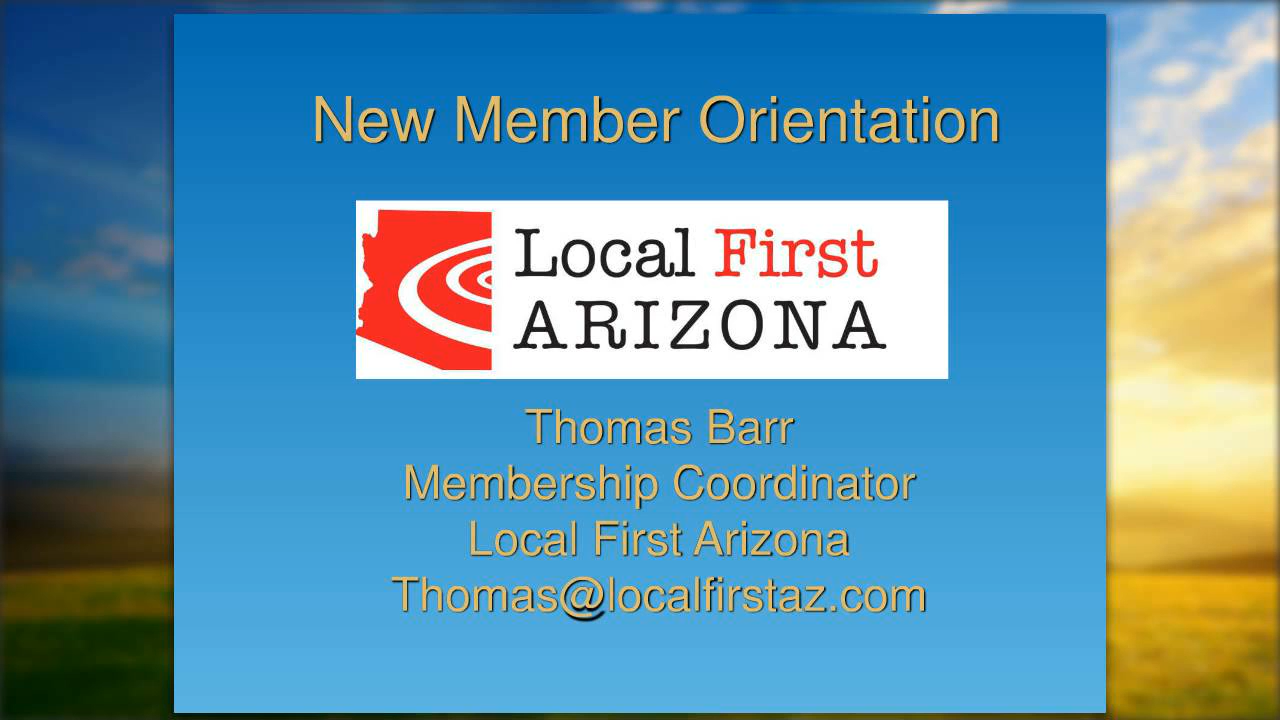 New Member Orientation
Local First
ARIZONA
Thomas Barr
Membership Coordinator
Local First Arizona
Thomas@localfirstaz.com